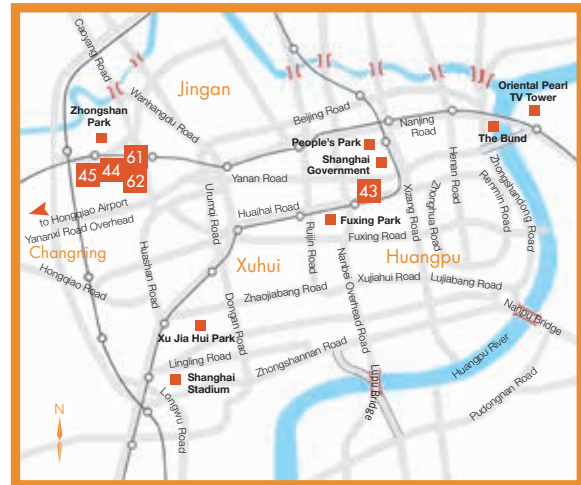 Caoyang Road
Jingan
Wanhangdu Road
Zhongshan
Park
Beijing Road
Nanjing
Road
Oriental Pearl
TV Tower
The Bund
People's Park
Shanghai
Government
61
45
44
62
43
Yanan Road
to Hongqiao Airport
Yananxi Road Overhead
Changning
Hongqiao Road
Huashan Road
Urumqi Road
Huaihai Road
Fuxing Park
Fuxing Road
Ruijin Road
Xizang Road
Zhonghua Road
Henan Road
Renmin Road
Zhongshandong
Road
Xuhui
Huangpu
Xujiahui Road
Lujiabang Road
Zhaojiabang Road
Nanbei Overhead Road
Dongan Road
Nanpu Bridge
Huangpu River
Xu Jia Hui Park
Lingling Road
Zhongshannan Road
Lupu Bridge
Pudongnan Road
Shanghai
Stadium
Longwu Road
N